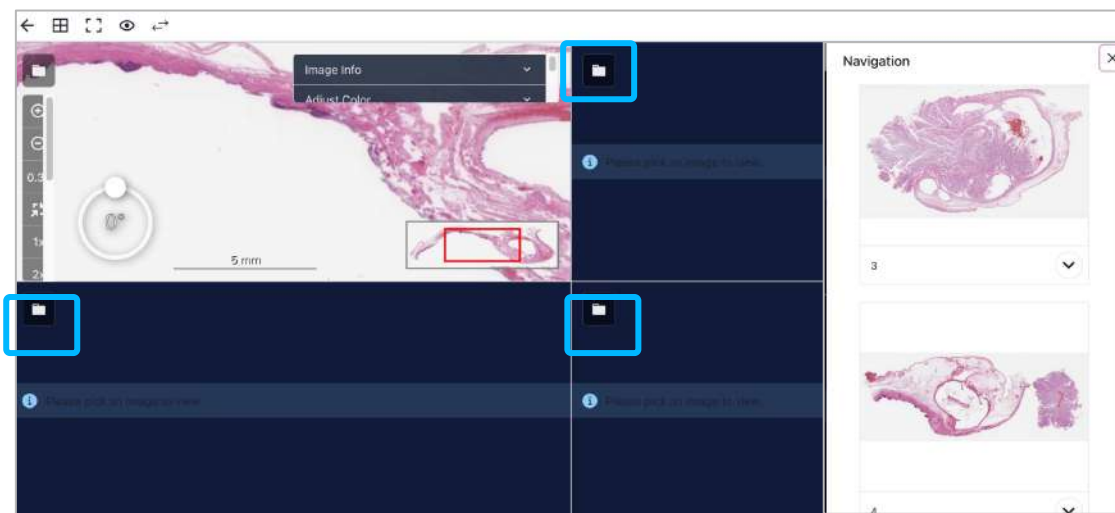 Image Info
Adjust Color
Navigation
0.3
Please pick an image to view.
0°
1x
5 mm
3
2x
Please pick an image to view.
Please pick an image to view.
4